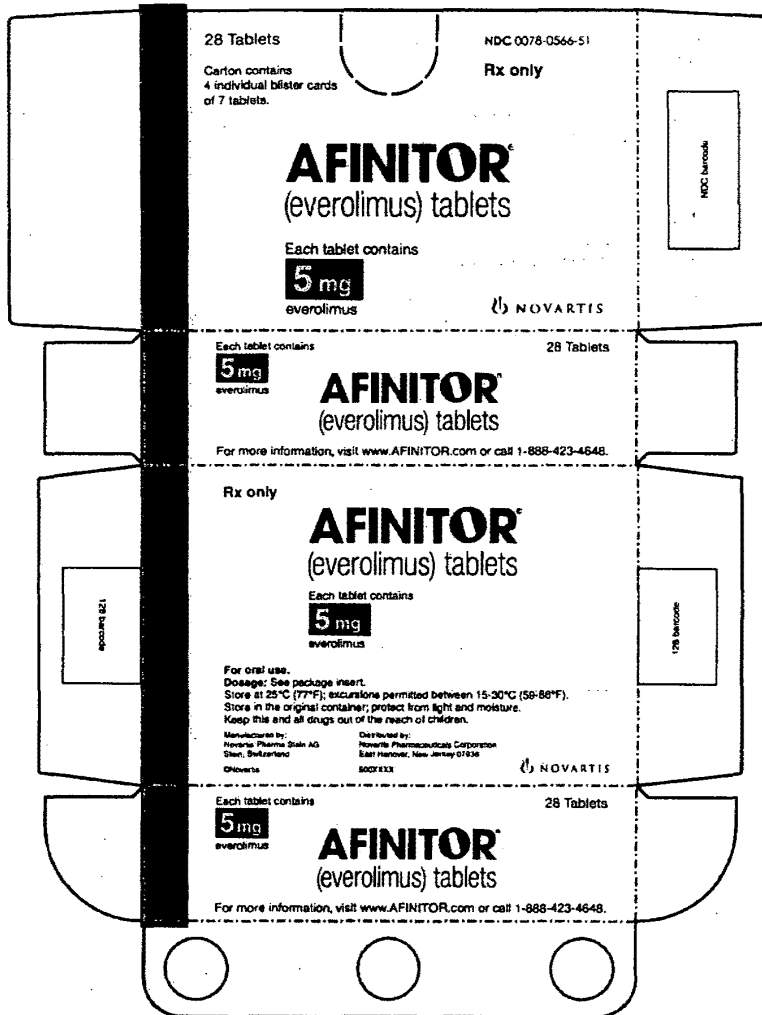 28 Tablets
NDC 0078-0566-51
Carton contains
4 individual blister cards
of 7 tablets.
Rx only
AFINITOR®
(everolimus) tablets
Each tablet contains
5 mg
everolimus
NOVARTIS
NDC barcode
Each tablet contains
5 mg
everolimus
28 Tablets
AFINITOR®
(everolimus) tablets
For more information, visit www.AFINITOR.com or call 1-888-423-4648.
Rx only
AFINITOR®
(everolimus) tablets
Each tablet contains
5 mg
everolimus
128 barcode
128 barcode
For oral use.
Dosage: See package insert.
Store at 25°C (77°F); excursions permitted between 15-30°C (59-86°F).
Store in the original container; protect from light and moisture.
Keep this and all drugs out of the reach of children.
Manufactured by:
Novartis Pharma Stein AG
Stein, Switzerland
©Novartis
Distributed by:
Novartis Pharmaceuticals Corporation
East Hanover, New Jersey 07936
NOVARTIS
Each tablet contains
5 mg
everolimus
28 Tablets
AFINITOR®
(everolimus) tablets
For more information, visit www.AFINITOR.com or call 1-888-423-4648.